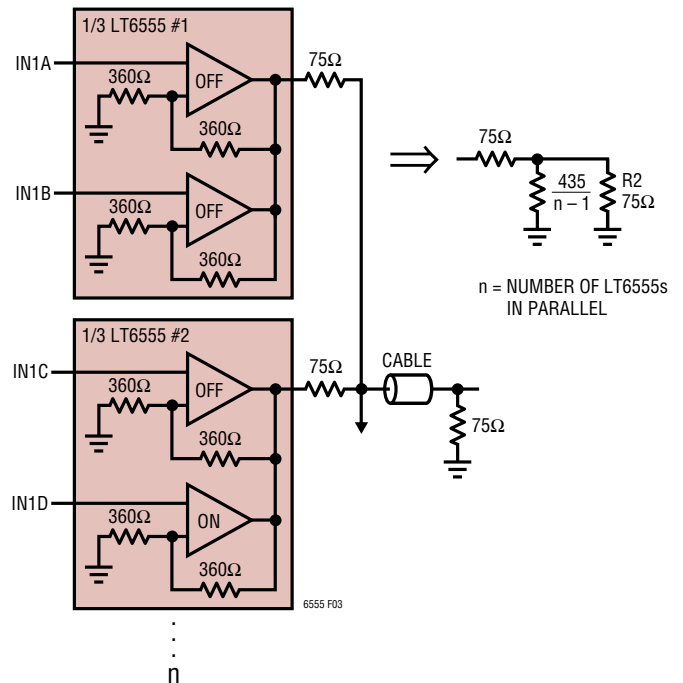 1/3 LT6555 #1
IN1A
360Ω
OFF
75Ω
360Ω
IN1B
360Ω
OFF
360Ω
75Ω
435
n – 1
R2
75Ω
n = NUMBER OF LT6555s
IN PARALLEL
1/3 LT6555 #2
IN1C
360Ω
OFF
75Ω
CABLE
360Ω
75Ω
IN1D
360Ω
ON
360Ω
6555 F03
n